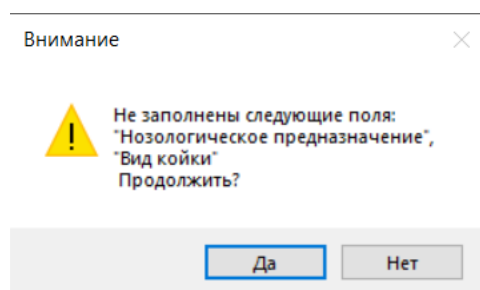 Внимание
Не заполнены следующие поля:
"Нозологическое предназначение",
"Вид койки"
Продолжить?
Да
Нет